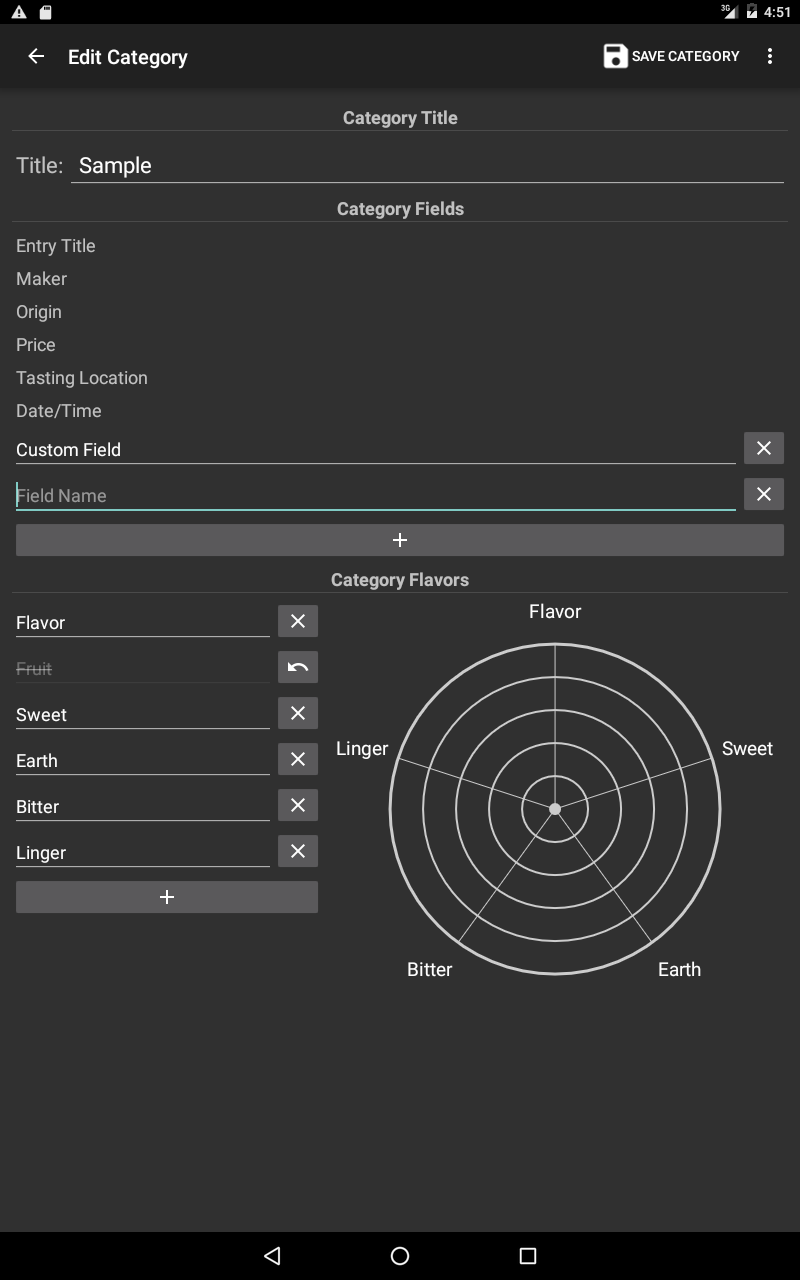 3G 4:51
Edit Category
SAVE CATEGORY
Category Title
Title: Sample
Category Fields
Entry Title
Maker
Origin
Price
Tasting Location
Date/Time
Custom Field
Field Name
Category Flavors
Flavor
Fruit
Sweet
Earth
Bitter
Linger
Flavor
Linger
Sweet
Bitter
Earth